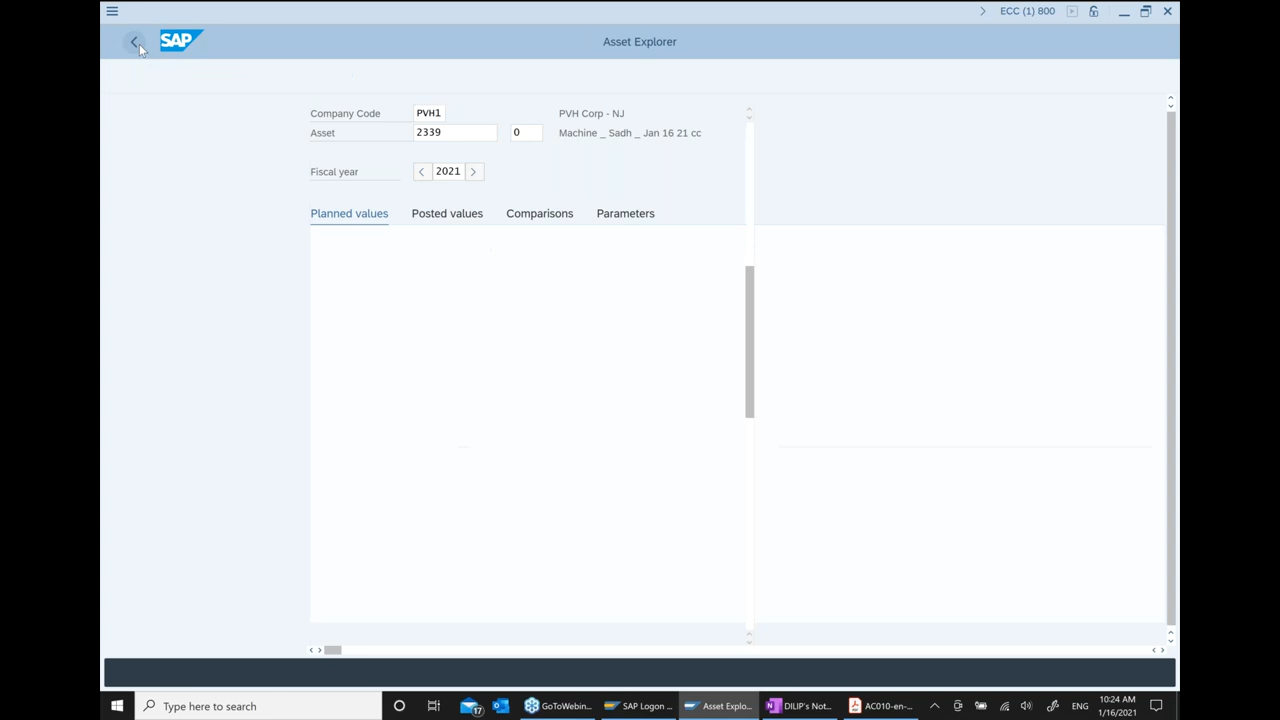 ECC (1) 800
SAP
Asset Explorer
Company Code PVH1 PVH Corp - NJ
Asset 2339 0 Machine _ Sadh _ Jan 16 21 cc
Fiscal year 2021
Planned values Posted values Comparisons Parameters
Type here to search 17 GoToWebin... SAP Logon ... Asset Explo... DILIP's Not... AC010-en-... ENG 10:24 AM
1/16/2021